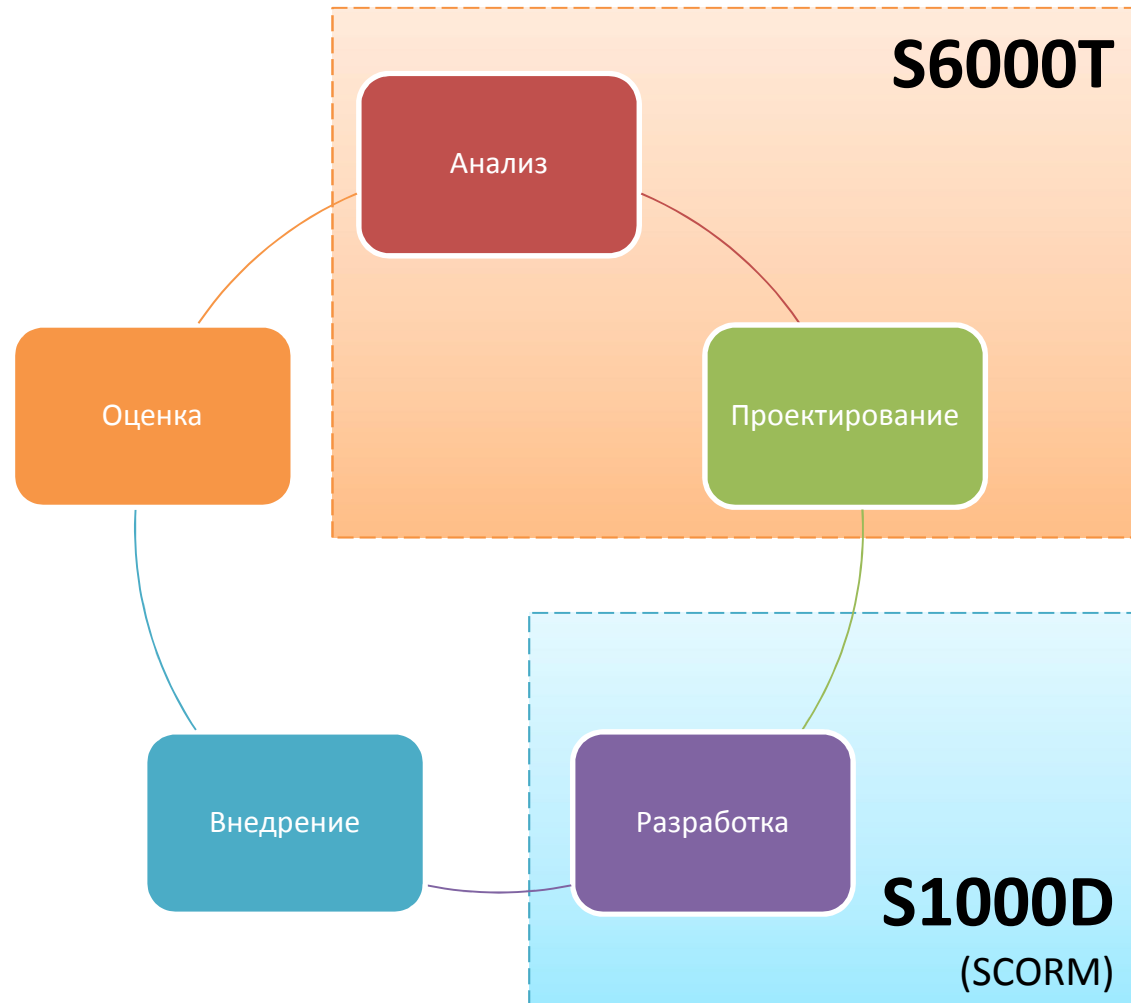 S6000T
Анализ
Оценка
Проектирование
Внедрение
Разработка
S1000D
(SCORM)